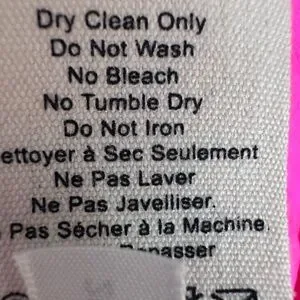 Dry Clean Only
Do Not Wash
No Bleach
No Tumble Dry
Do Not Iron
ettoyer à Sec Seulement
Ne Pas Laver
Ne Pas Javelliser.
Pas Sécher à la Machine.